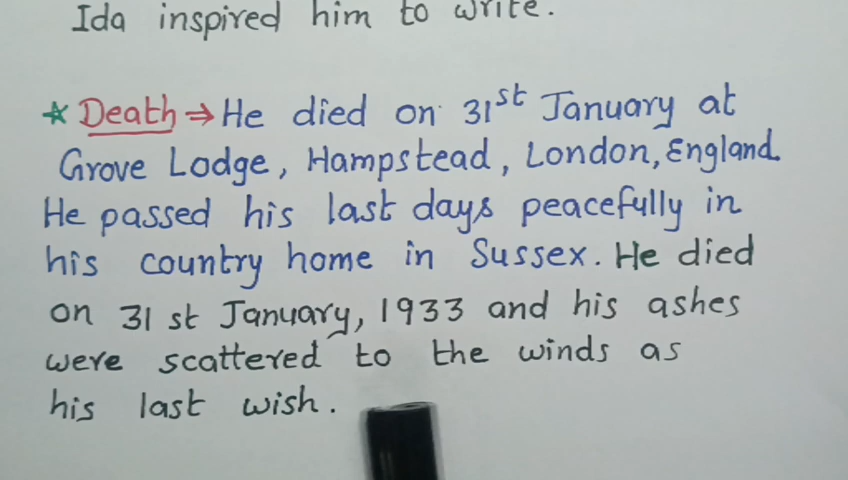 Ida inspired him to write.
* Death ⇒ He died on 31st January at
Grove Lodge, Hampstead, London, England.
He passed his last days peacefully in
his country home in Sussex. He died
on 31 st January, 1933 and his ashes
were scattered to the winds as
his last wish.